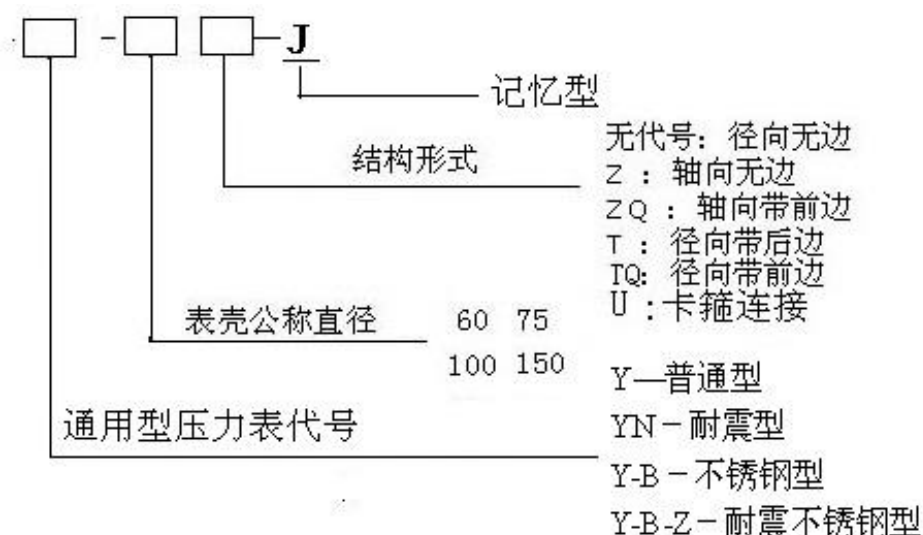 □ -□ □-J
记忆型
结构形式
无代号：径向无边
Z ：轴向无边
ZQ ：轴向带前边
T ：径向带后边
TQ：径向带前边
U ：卡箍连接
表壳公称直径
60 75
100 150
通用型压力表代号
Y—普通型
YN－耐震型
Y-B－不锈钢型
Y-B-Z－耐震不锈钢型